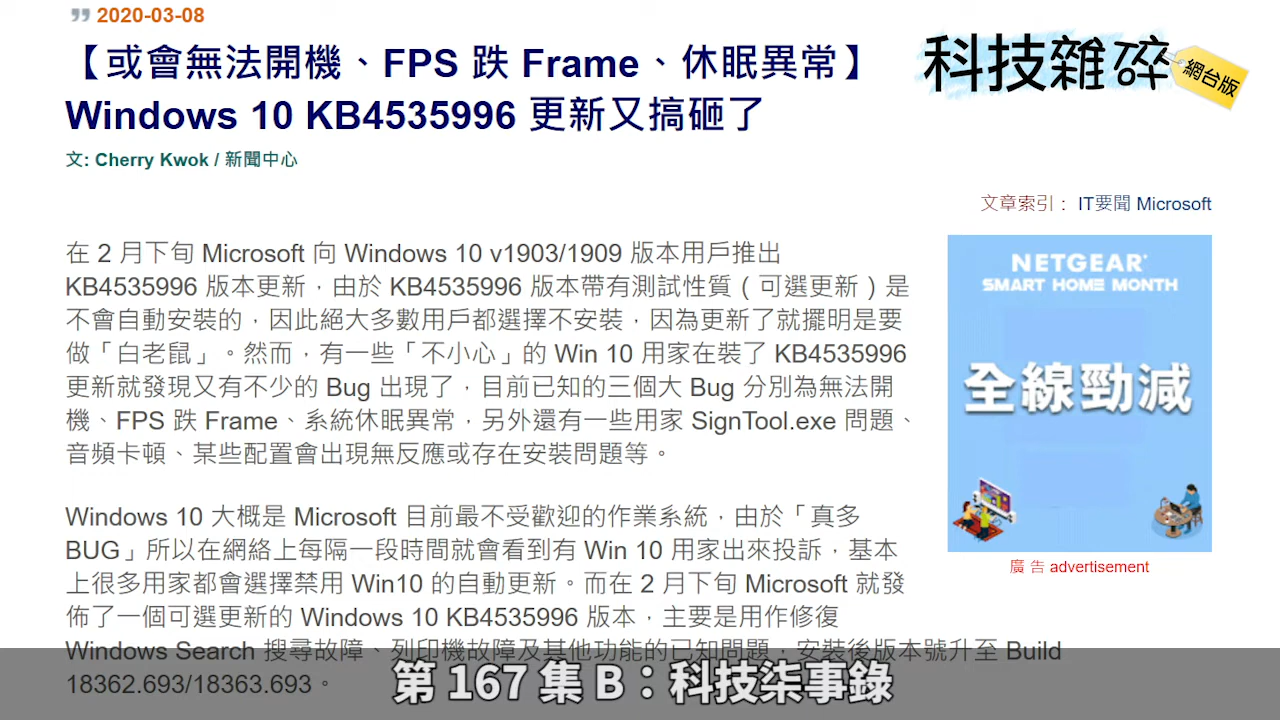 2020-03-08
【或會無法開機、FPS 跌 Frame、休眠異常】
Windows 10 KB4535996 更新又搞砸了
文: Cherry Kwok / 新聞中心
科技雜碎
網台版
文章索引： IT要聞 Microsoft
在 2 月下旬 Microsoft 向 Windows 10 v1903/1909 版本用戶推出
KB4535996 版本更新，由於 KB4535996 版本帶有測試性質（可選更新）是
不會自動安裝的，因此絕大多數用戶都選擇不安裝，因為更新了就擺明是要
做「白老鼠」。然而，有一些「不小心」的 Win 10 用家在裝了 KB4535996
更新就發現又有不少的 Bug 出現了，目前已知的三個大 Bug 分別為無法開
機、FPS 跌 Frame、系統休眠異常，另外還有一些用家 SignTool.exe 問題、
音頻卡頓、某些配置會出現無反應或存在安裝問題等。
NETGEAR
SMART HOME MONTH
全線勁減
廣 告 advertisement
Windows 10 大概是 Microsoft 目前最不受歡迎的作業系統，由於「真多
BUG」所以在網絡上每隔一段時間就會看到有 Win 10 用家出來投訴，基本
上很多用家都會選擇禁用 Win10 的自動更新。而在 2 月下旬 Microsoft 就發
佈了一個可選更新的 Windows 10 KB4535996 版本，主要是用作修復
Windows Search 搜尋故障、列印機故障及其他功能的已知問題，安裝後版本號升至 Build
18362.693/18363.693。
第 167 集 B：科技柒事錄